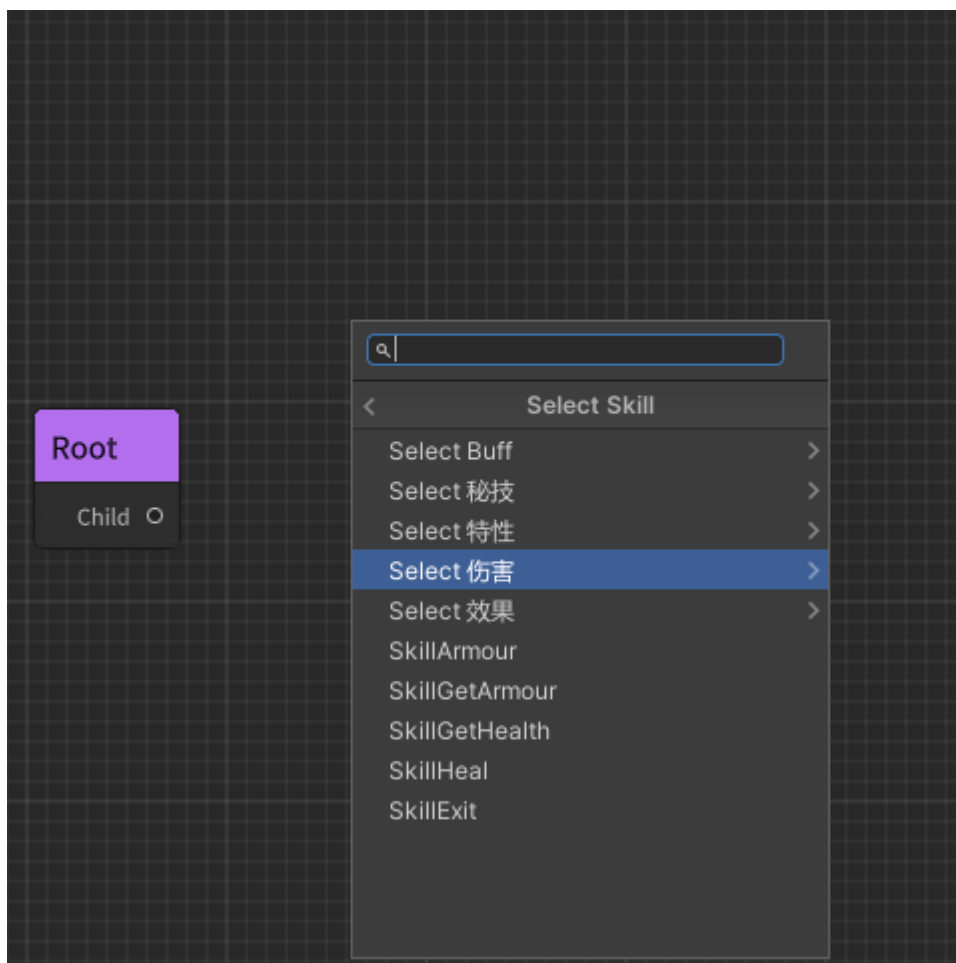 Select Skill
Root
Select Buff
Select 秘技
Child
Select 特性
Select 伤害
Select 效果
SkillArmour
SkillGetArmour
SkillGetHealth
SkillHeal
SkillExit